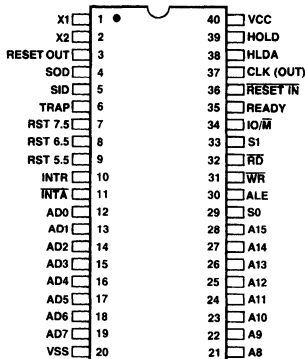 X1 1 40 VCC
X2 2 39 HOLD
RESET OUT 3 38 HLDA
SOD 4 37 CLK (OUT)
SID 5 36 RESET IN
TRAP 6 35 READY
RST 7.5 7 34 IO/M
RST 6.5 8 33 S1
RST 5.5 9 32 RD
INTR 10 31 WR
INTA 11 30 ALE
AD0 12 29 S0
AD1 13 28 A15
AD2 14 27 A14
AD3 15 26 A13
AD4 16 25 A12
AD5 17 24 A11
AD6 18 23 A10
AD7 19 22 A9
VSS 20 21 A8